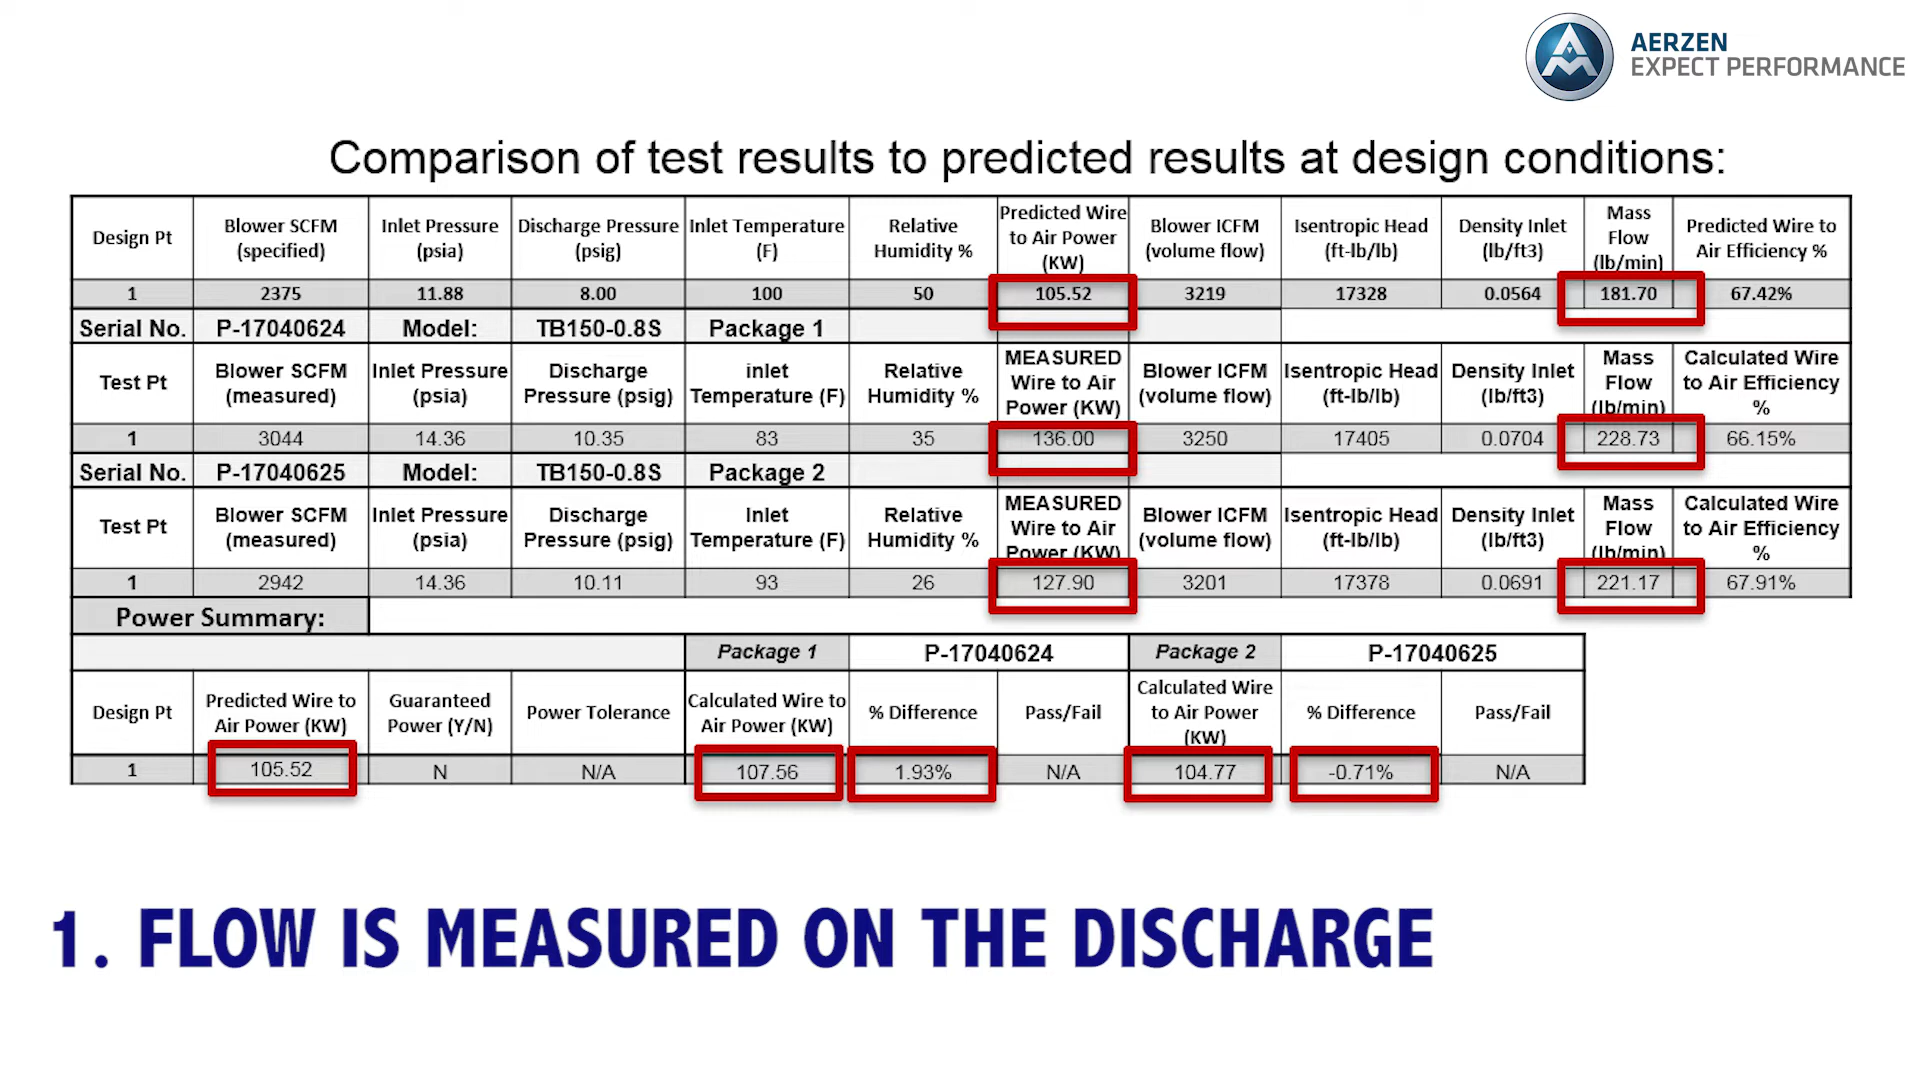 AERZEN
EXPECT PERFORMANCE
Comparison of test results to predicted results at design conditions:
Design Pt | Blower SCFM (specified) | Inlet Pressure (psia) | Discharge Pressure (psig) | Inlet Temperature (F) | Relative Humidity % | Predicted Wire to Air Power (KW) | Blower ICFM (volume flow) | Isentropic Head (ft-lb/lb) | Density Inlet (lb/ft3) | Mass Flow (lb/min) | Predicted Wire to Air Efficiency %
1 | 2375 | 11.88 | 8.00 | 100 | 50 | 105.52 | 3219 | 17328 | 0.0564 | 181.70 | 67.42%
Serial No. | P-17040624 | Model: | TB150-0.8S | Package 1
Test Pt | Blower SCFM (measured) | Inlet Pressure (psia) | Discharge Pressure (psig) | inlet Temperature (F) | Relative Humidity % | MEASURED Wire to Air Power (KW) | Blower ICFM (volume flow) | Isentropic Head (ft-lb/lb) | Density Inlet (lb/ft3) | Mass Flow (lb/min) | Calculated Wire to Air Efficiency %
1 | 3044 | 14.36 | 10.35 | 83 | 35 | 136.00 | 3250 | 17405 | 0.0704 | 228.73 | 66.15%
Serial No. | P-17040625 | Model: | TB150-0.8S | Package 2
Test Pt | Blower SCFM (measured) | Inlet Pressure (psia) | Discharge Pressure (psig) | Inlet Temperature (F) | Relative Humidity % | MEASURED Wire to Air Power (KW) | Blower ICFM (volume flow) | Isentropic Head (ft-lb/lb) | Density Inlet (lb/ft3) | Mass Flow (lb/min) | Calculated Wire to Air Efficiency %
1 | 2942 | 14.36 | 10.11 | 93 | 26 | 127.90 | 3201 | 17378 | 0.0691 | 221.17 | 67.91%
Power Summary:
Package 1 | P-17040624 | Package 2 | P-17040625
Design Pt | Predicted Wire to Air Power (KW) | Guaranteed Power (Y/N) | Power Tolerance | Calculated Wire to Air Power (KW) | % Difference | Pass/Fail | Calculated Wire to Air Power (KW) | % Difference | Pass/Fail
1 | 105.52 | N | N/A | 107.56 | 1.93% | N/A | 104.77 | -0.71% | N/A
1. FLOW IS MEASURED ON THE DISCHARGE